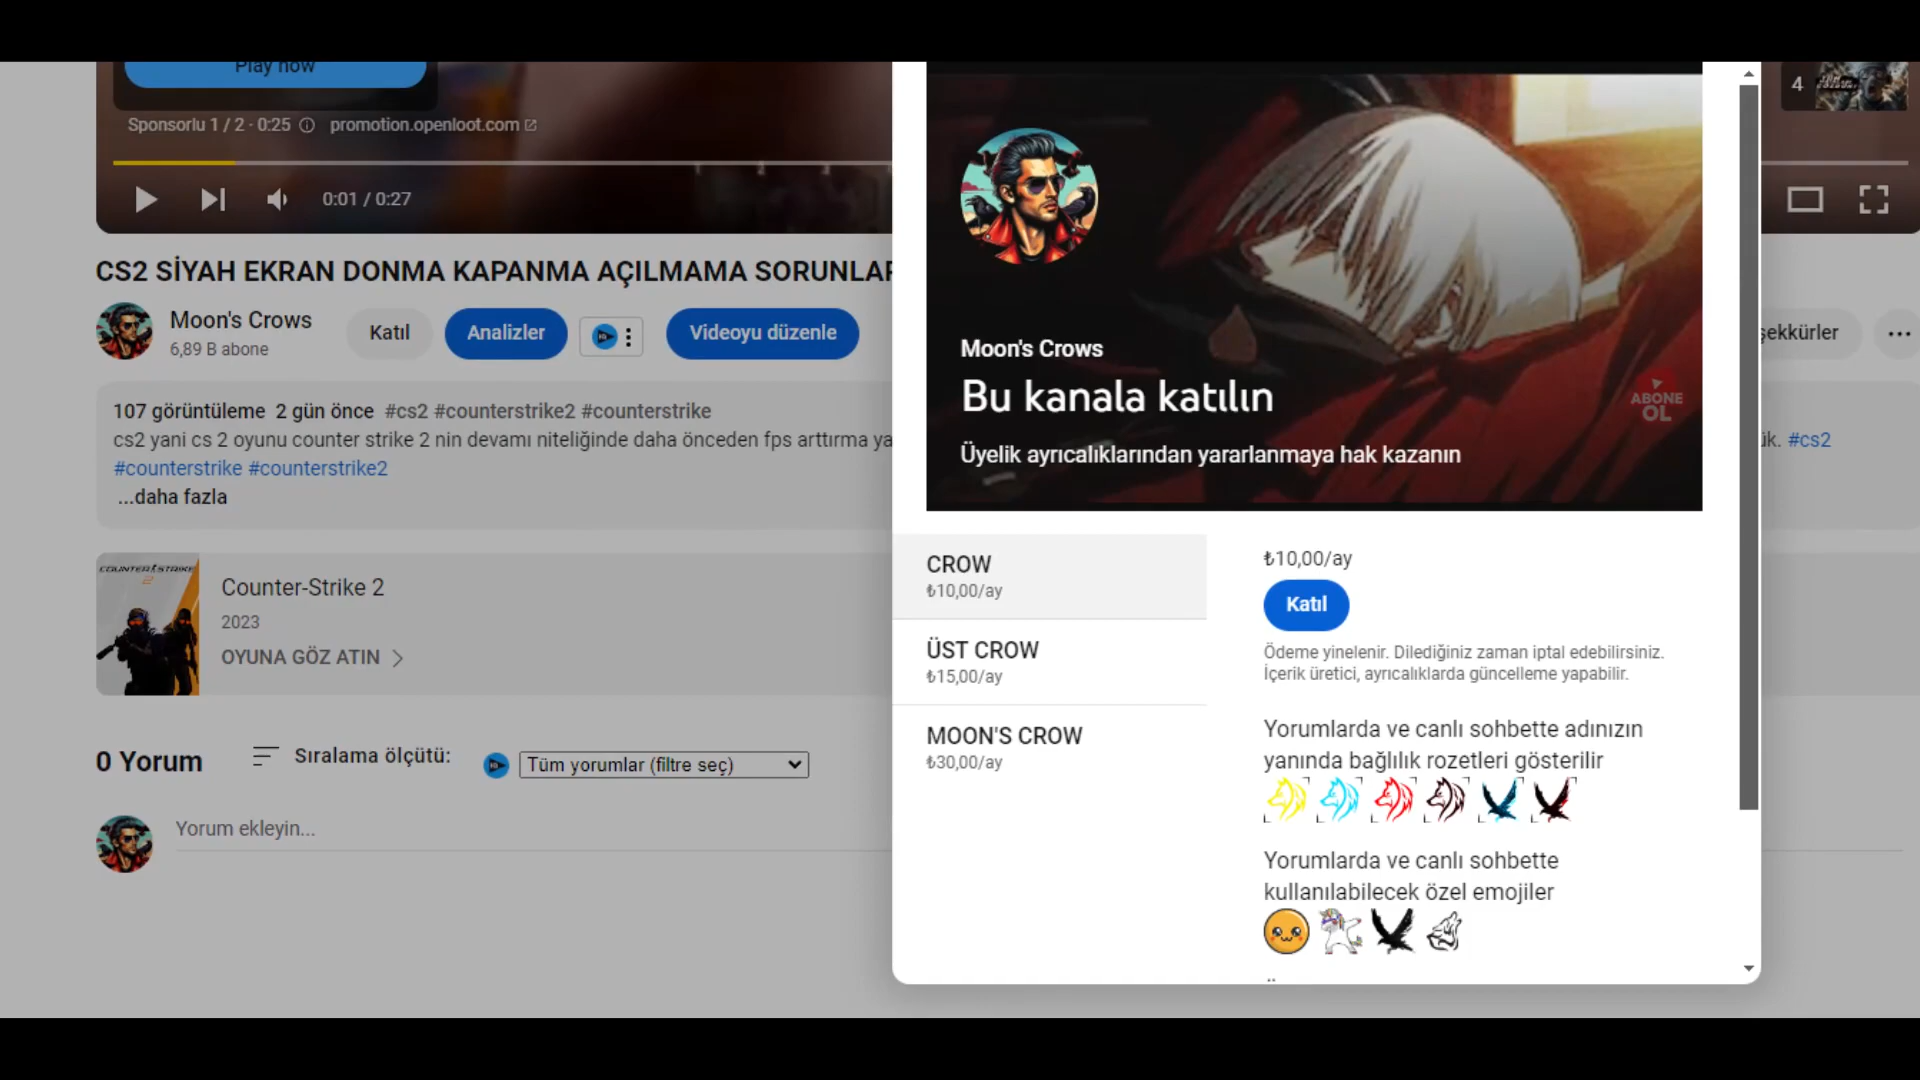 Play now
Sponsorlu 1 / 2 · 0:25 promotion.openloot.com
0:01 / 0:27
CS2 SİYAH EKRAN DONMA KAPANMA AÇILMAMA SORUNLAR
Moon's Crows
6,89 B abone
Katıl
Analizler
Videoyu düzenle
107 görüntüleme 2 gün önce #cs2 #counterstrike2 #counterstrike
cs2 yani cs 2 oyunu counter strike 2 nin devamı niteliğinde daha önceden fps arttırma ya
#counterstrike #counterstrike2
...daha fazla
COUNTER STRIKE
2
Counter-Strike 2
2023
OYUNA GÖZ ATIN
0 Yorum
Sıralama ölçütü:
Tüm yorumlar (filtre seç)
Yorum ekleyin...
Moon's Crows
Bu kanala katılın
Üyelik ayrıcalıklarından yararlanmaya hak kazanın
ABONE
OL
CROW
₺10,00/ay
ÜST CROW
₺15,00/ay
MOON'S CROW
₺30,00/ay
₺10,00/ay
Katıl
Ödeme yinelenir. Dilediğiniz zaman iptal edebilirsiniz.
İçerik üretici, ayrıcalıklarda güncelleme yapabilir.
Yorumlarda ve canlı sohbette adınızın
yanında bağlılık rozetleri gösterilir
Yorumlarda ve canlı sohbette
kullanılabilecek özel emojiler
4
şekkürler
ük. #cs2